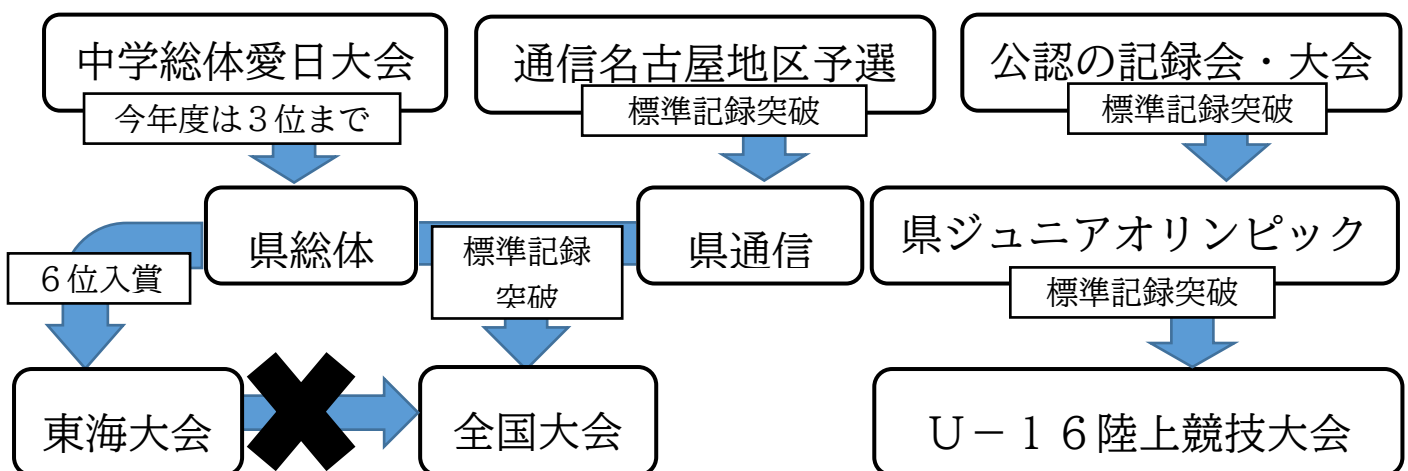 中学総体愛日大会
今年度は３位まで
通信名古屋地区予選
標準記録突破
公認の記録会・大会
標準記録突破
県総体
標準記録
突破
県通信
県ジュニアオリンピック
標準記録突破
６位入賞
東海大会
全国大会
Ｕ－１６陸上競技大会